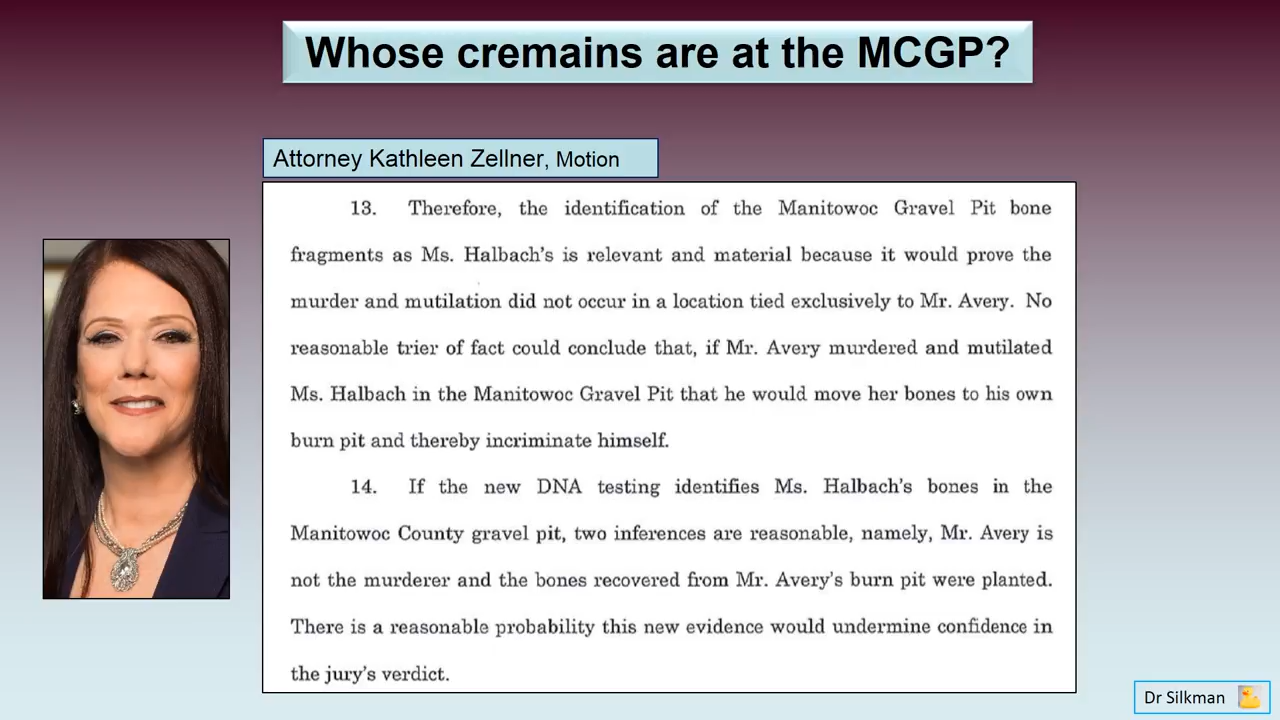 Whose cremains are at the MCGP?
Attorney Kathleen Zellner, Motion
13. Therefore, the identification of the Manitowoc Gravel Pit bone
fragments as Ms. Halbach's is relevant and material because it would prove the
murder and mutilation did not occur in a location tied exclusively to Mr. Avery. No
reasonable trier of fact could conclude that, if Mr. Avery murdered and mutilated
Ms. Halbach in the Manitowoc Gravel Pit that he would move her bones to his own
burn pit and thereby incriminate himself.
14. If the new DNA testing identifies Ms. Halbach's bones in the
Manitowoc County gravel pit, two inferences are reasonable, namely, Mr. Avery is
not the murderer and the bones recovered from Mr. Avery's burn pit were planted.
There is a reasonable probability this new evidence would undermine confidence in
the jury's verdict.
Dr Silkman